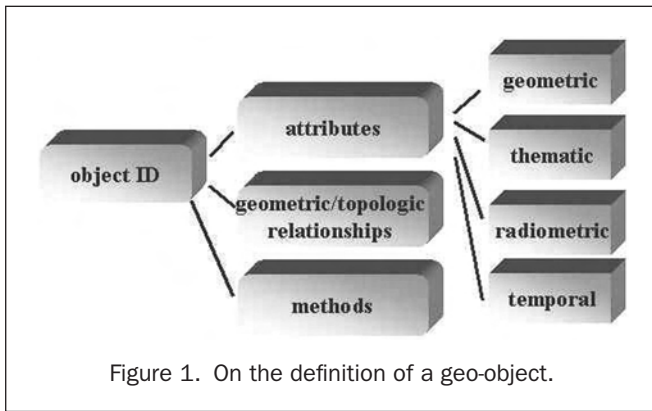 object ID
attributes
geometric/topologic
relationships
methods
geometric
thematic
radiometric
temporal
Figure 1. On the definition of a geo-object.